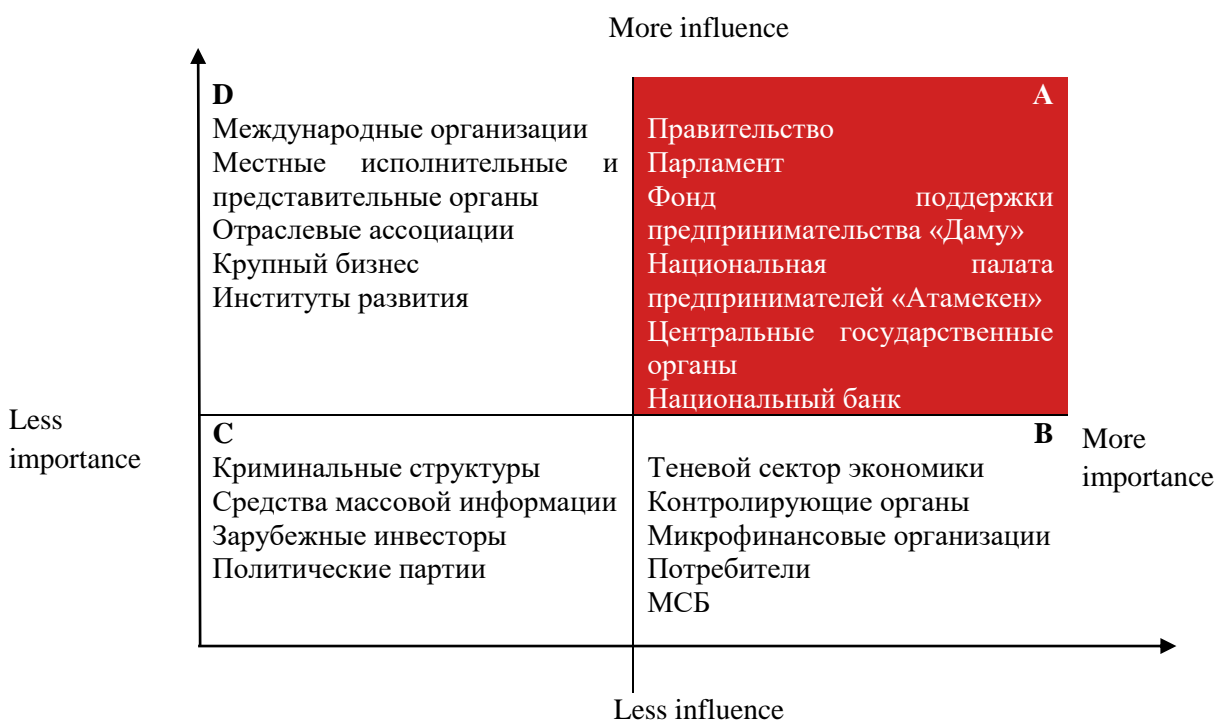 More influence
D
Международные организации
Местные исполнительные и
представительные органы
Отраслевые ассоциации
Крупный бизнес
Институты развития
A
Правительство
Парламент
Фонд поддержки
предпринимательства «Даму»
Национальная палата
предпринимателей «Атамекен»
Центральные государственные
органы
Национальный банк
Less
importance
C
Криминальные структуры
Средства массовой информации
Зарубежные инвесторы
Политические партии
B
Теневой сектор экономики
Контролирующие органы
Микрофинансовые организации
Потребители
МСБ
More
importance
Less influence